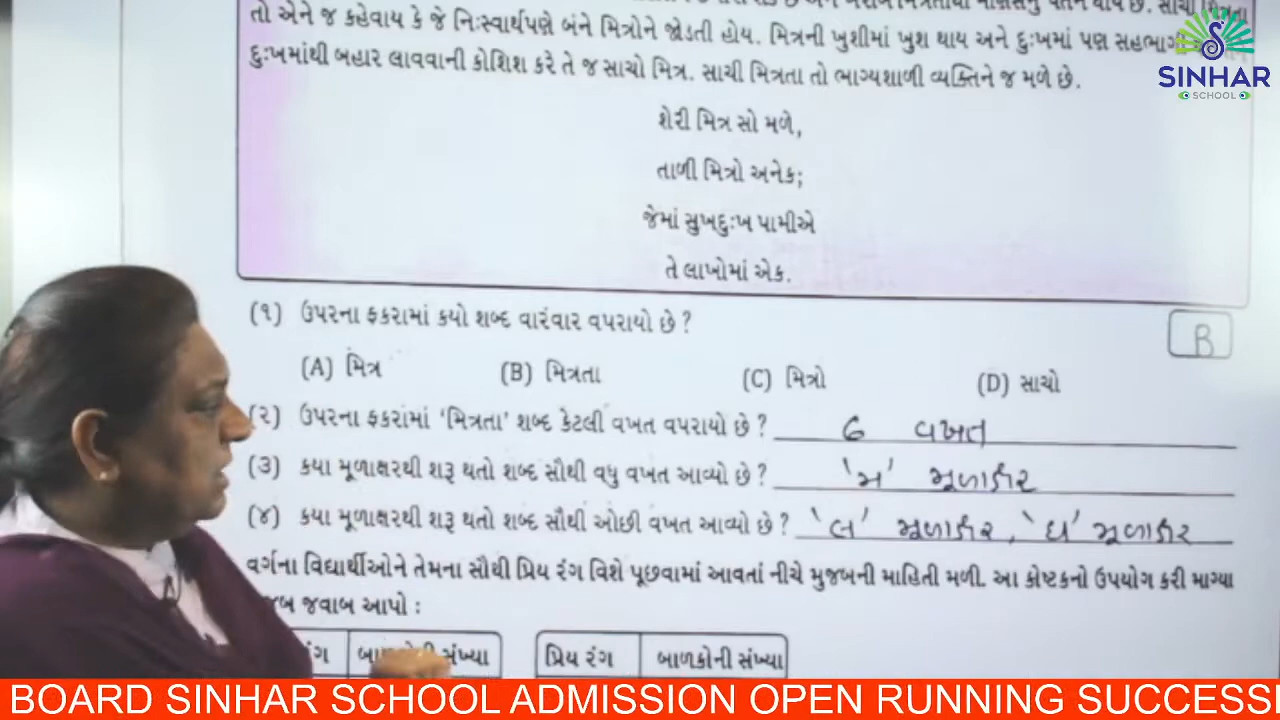 તો એને જ કહેવાય કે જે નિઃસ્વાર્થપણે બંને મિત્રોને જોડતી હોય. મિત્રની ખુશીમાં ખુશ થાય અને દુઃખમાં પણ સહભાગી
દુઃખમાંથી બહાર લાવવાની કોશિશ કરે તે જ સાચો મિત્ર. સાચી મિત્રતા તો ભાગ્યશાળી વ્યક્તિને જ મળે છે.
SINHAR
SCHOOL
શેરી મિત્ર સો મળે,
તાળી મિત્રો અનેક;
જેમાં સુખદુઃખ પામીએ
તે લાખોમાં એક.
(૧) ઉપરના ફકરામાં કયો શબ્દ વારંવાર વપરાયો છે ? B
(A) મિત્ર (B) મિત્રતા (C) મિત્રો (D) સાચો
(૨) ઉપરના ફકરામાં ‘મિત્રતા’ શબ્દ કેટલી વખત વપરાયો છે ? ૯ વખત
(૩) કયા મૂળાક્ષરથી શરૂ થતો શબ્દ સૌથી વધુ વખત આવ્યો છે ? ‘મ’ મૂળાક્ષર
(૪) કયા મૂળાક્ષરથી શરૂ થતો શબ્દ સૌથી ઓછી વખત આવ્યો છે ? ‘લ’ મૂળાક્ષર, ‘ધ’ મૂળાક્ષર
વર્ગના વિદ્યાર્થીઓને તેમના સૌથી પ્રિય રંગ વિશે પૂછવામાં આવતાં નીચે મુજબની માહિતી મળી. આ કોષ્ટકનો ઉપયોગ કરી માગ્યા
જબ જવાબ આપો :
રંગ સંખ્યા પ્રિય રંગ બાળકોની સંખ્યા
BOARD SINHAR SCHOOL ADMISSION OPEN RUNNING SUCCESS